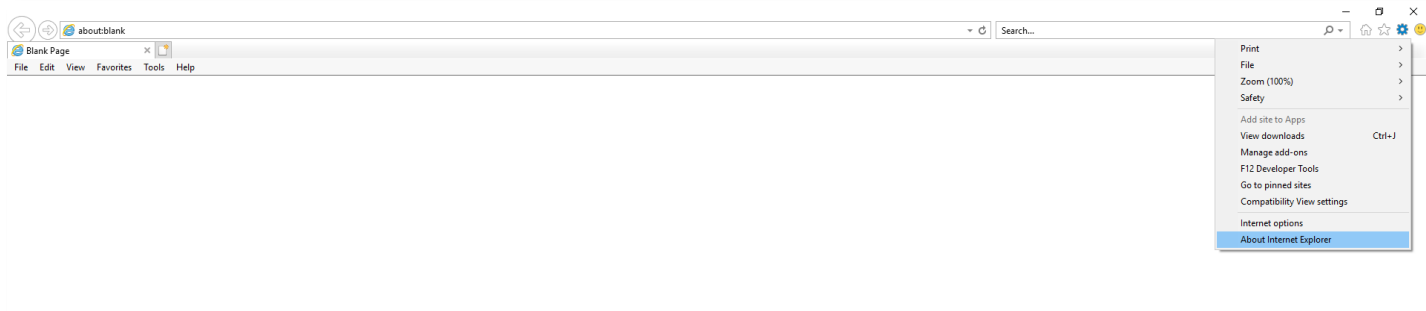 about:blank
Search...
Blank Page
File Edit View Favorites Tools Help
Print
File
Zoom (100%)
Safety
Add site to Apps
View downloads Ctrl+J
Manage add-ons
F12 Developer Tools
Go to pinned sites
Compatibility View settings
Internet options
About Internet Explorer